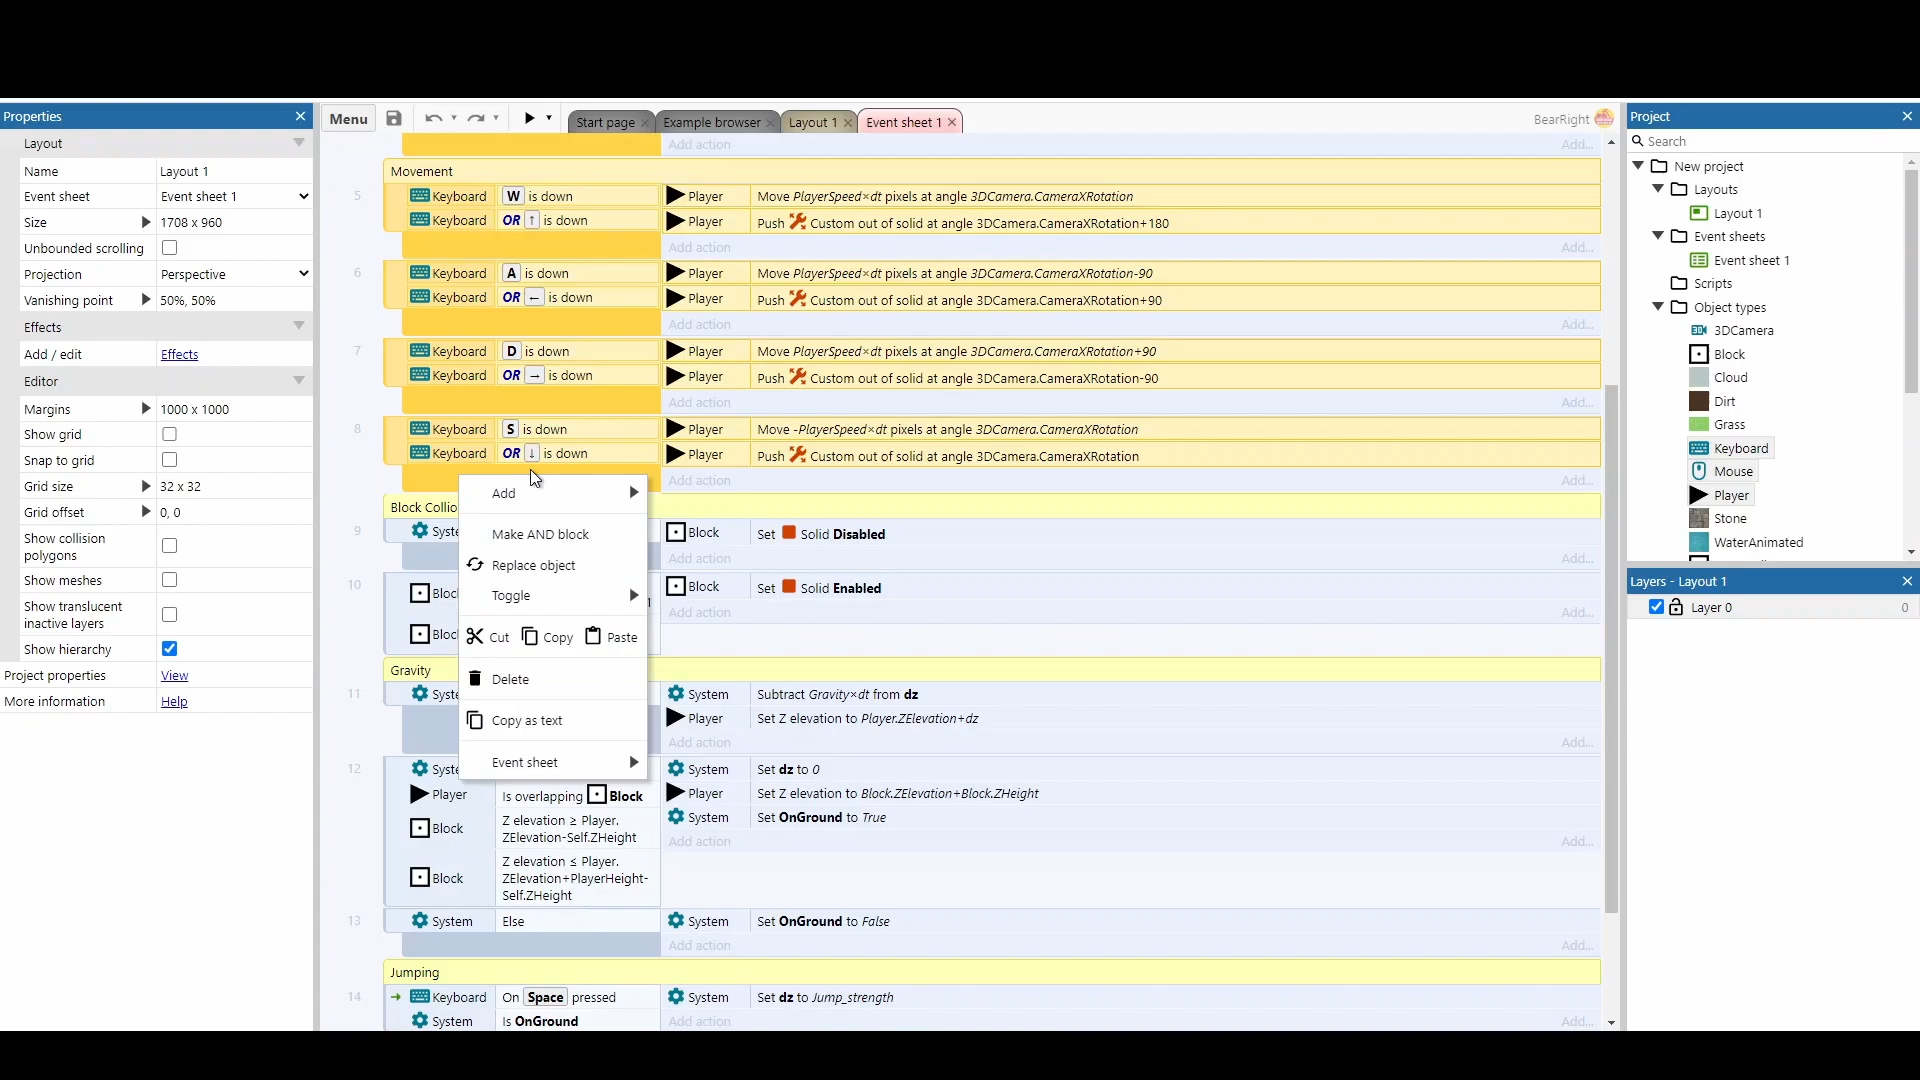 Properties
Layout
Name Layout 1
Event sheet Event sheet 1
Size 1708 x 960
Unbounded scrolling
Projection Perspective
Vanishing point 50%, 50%
Effects
Add / edit Effects
Editor
Margins 1000 x 1000
Show grid
Snap to grid
Grid size 32 x 32
Grid offset 0, 0
Show collision
polygons
Show meshes
Show translucent
inactive layers
Show hierarchy
Project properties View
More information Help
Menu
Start page
Example browser
Layout 1
Event sheet 1
BearRight
Add action Add...
Movement
5 Keyboard W is down Player Move PlayerSpeed×dt pixels at angle 3DCamera.CameraXRotation
Keyboard OR ↑ is down Player Push Custom out of solid at angle 3DCamera.CameraXRotation+180
Add action Add...
6 Keyboard A is down Player Move PlayerSpeed×dt pixels at angle 3DCamera.CameraXRotation-90
Keyboard OR ← is down Player Push Custom out of solid at angle 3DCamera.CameraXRotation+90
Add action Add...
7 Keyboard D is down Player Move PlayerSpeed×dt pixels at angle 3DCamera.CameraXRotation+90
Keyboard OR → is down Player Push Custom out of solid at angle 3DCamera.CameraXRotation-90
Add action Add...
8 Keyboard S is down Player Move -PlayerSpeed×dt pixels at angle 3DCamera.CameraXRotation
Keyboard OR ↓ is down Player Push Custom out of solid at angle 3DCamera.CameraXRotation
Add action Add...
Block Collio
9 Syste Block Set Solid Disabled
Add action Add...
10 Bloc Block Set Solid Enabled
Add action Add...
Bloc
Gravity
11 Syste System Subtract Gravity×dt from dz
Player Set Z elevation to Player.ZElevation+dz
Add action Add...
12 Syste System Set dz to 0
Player Is overlapping Block Player Set Z elevation to Block.ZElevation+Block.ZHeight
Block Z elevation ≥ Player.
ZElevation-Self.ZHeight
System Set OnGround to True
Add action Add...
Block Z elevation ≤ Player.
ZElevation+PlayerHeight-
Self.ZHeight
13 System Else System Set OnGround to False
Add action Add...
Jumping
14 Keyboard On Space pressed System Set dz to Jump_strength
System Is OnGround Add action Add...
Add
Make AND block
Replace object
Toggle
Cut Copy Paste
Delete
Copy as text
Event sheet
Project
Search
New project
Layouts
Layout 1
Event sheets
Event sheet 1
Scripts
Object types
3DCamera
Block
Cloud
Dirt
Grass
Keyboard
Mouse
Player
Stone
WaterAnimated
Layers - Layout 1
Layer 0 0